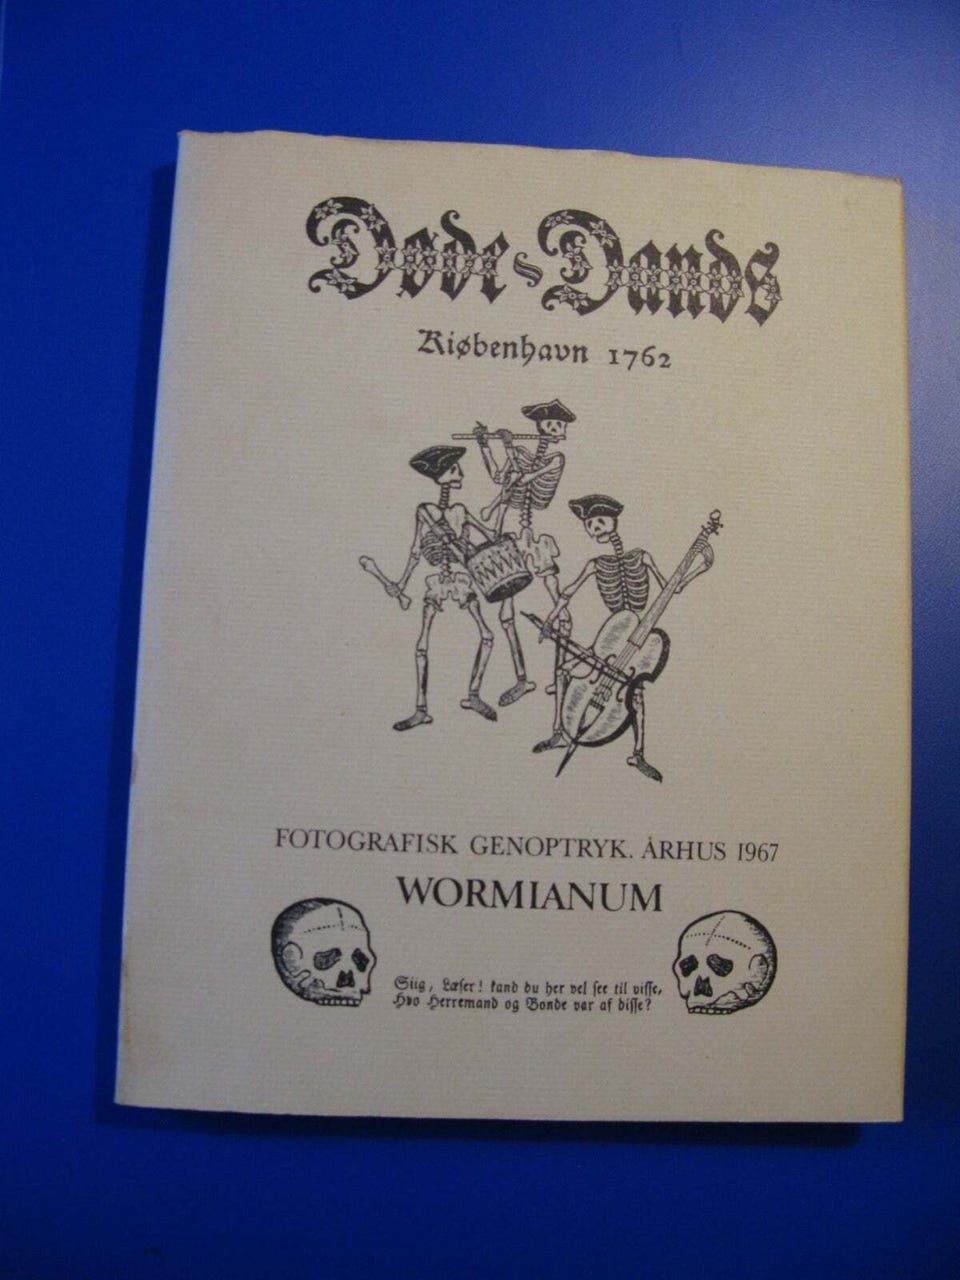 Døde-Dands
Kiøbenhavn 1762
FOTOGRAFISK GENOPTRYK. ÅRHUS 1967
WORMIANUM
Siig, Læser! kand du her vel see til visse,
Hvo Herremand og Bonde var af disse?